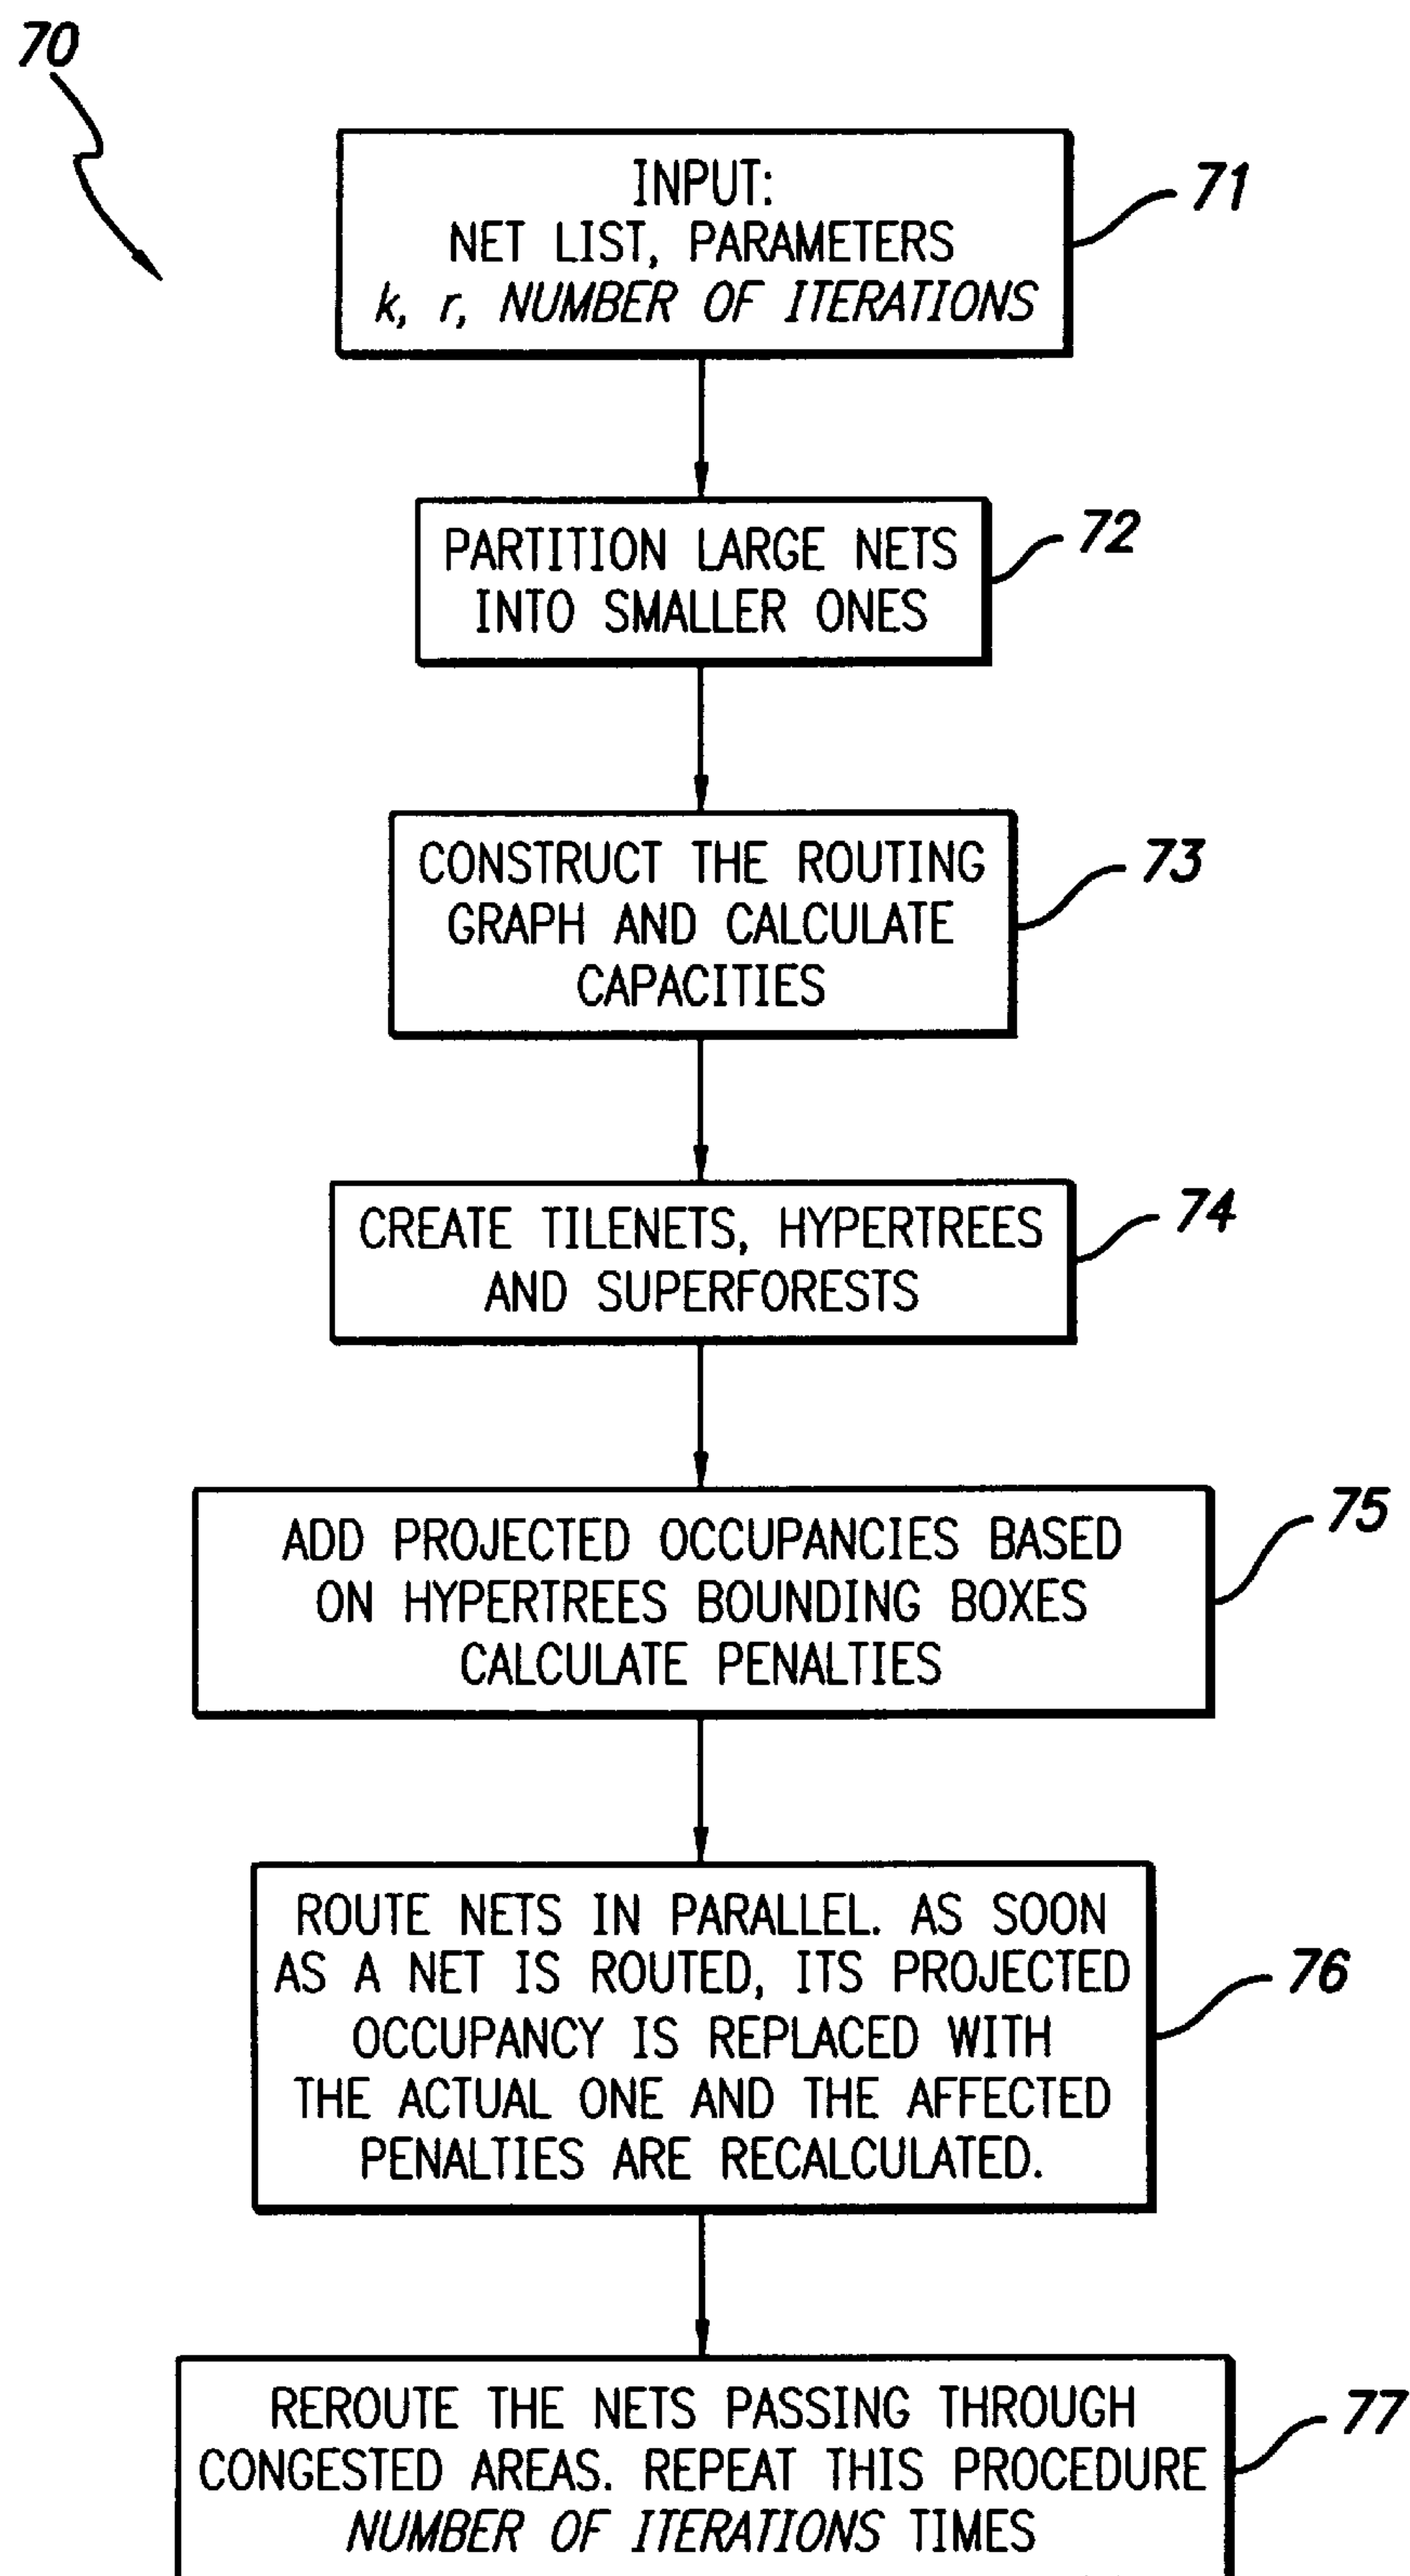 70
INPUT:
NET LIST, PARAMETERS
k, r, NUMBER OF ITERATIONS
71
PARTITION LARGE NETS
INTO SMALLER ONES
72
CONSTRUCT THE ROUTING
GRAPH AND CALCULATE
CAPACITIES
73
CREATE TILENETS, HYPERTREES
AND SUPERFORESTS
74
ADD PROJECTED OCCUPANCIES BASED
ON HYPERTREES BOUNDING BOXES
CALCULATE PENALTIES
75
ROUTE NETS IN PARALLEL. AS SOON
AS A NET IS ROUTED, ITS PROJECTED
OCCUPANCY IS REPLACED WITH
THE ACTUAL ONE AND THE AFFECTED
PENALTIES ARE RECALCULATED.
76
REROUTE THE NETS PASSING THROUGH
CONGESTED AREAS. REPEAT THIS PROCEDURE
NUMBER OF ITERATIONS TIMES
77